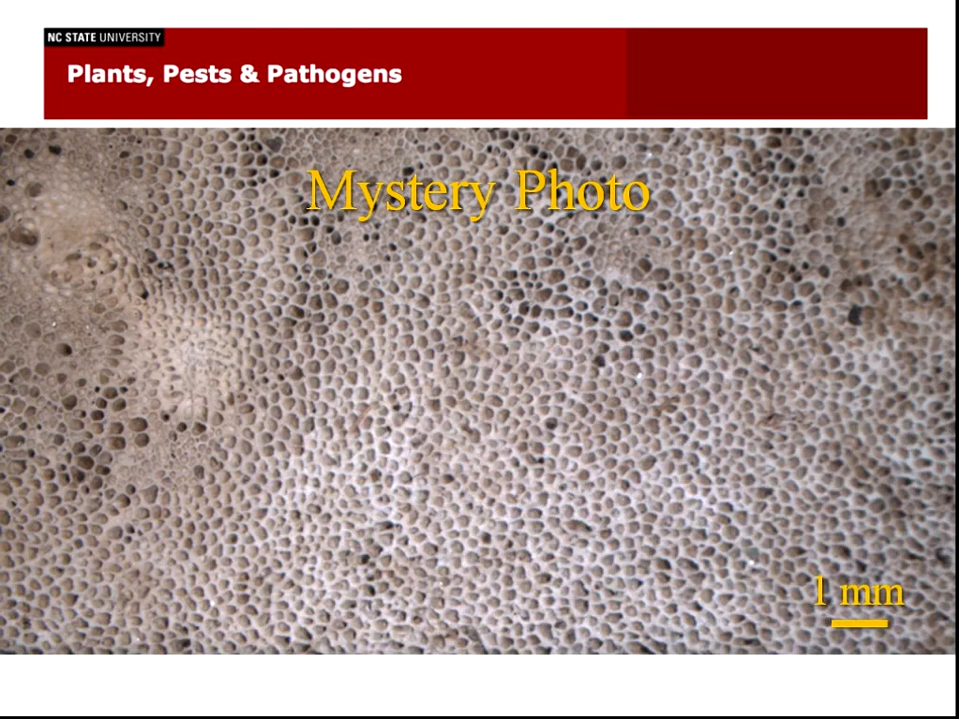 NC STATE UNIVERSITY
Plants, Pests & Pathogens
Mystery Photo
1 mm